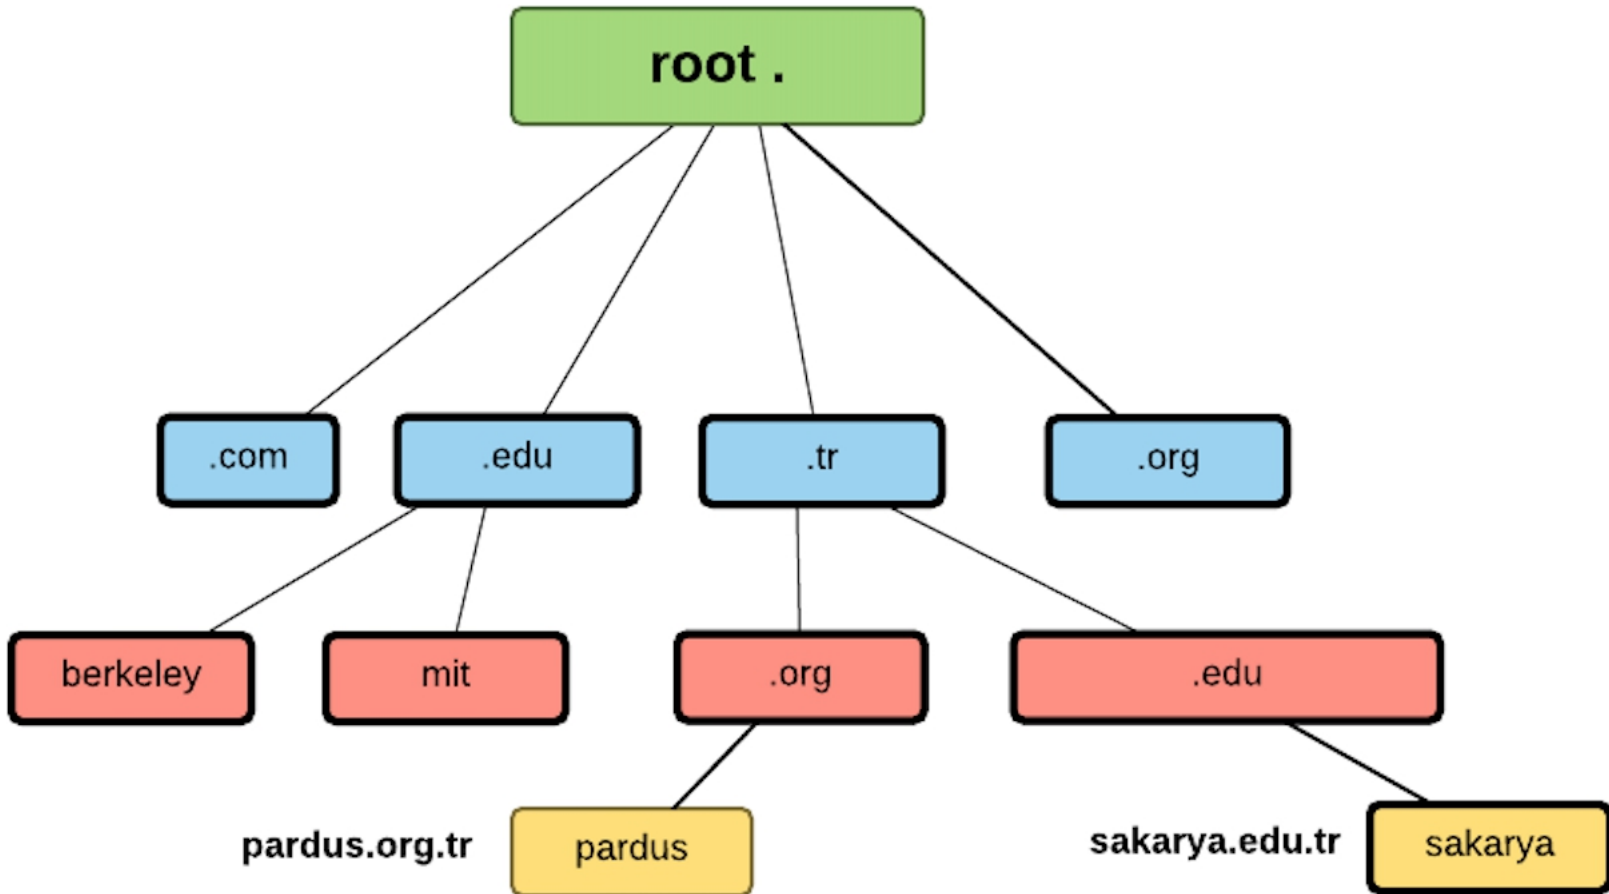 root .
.com
.edu
.tr
.org
berkeley
mit
.org
.edu
pardus.org.tr
pardus
sakarya.edu.tr
sakarya